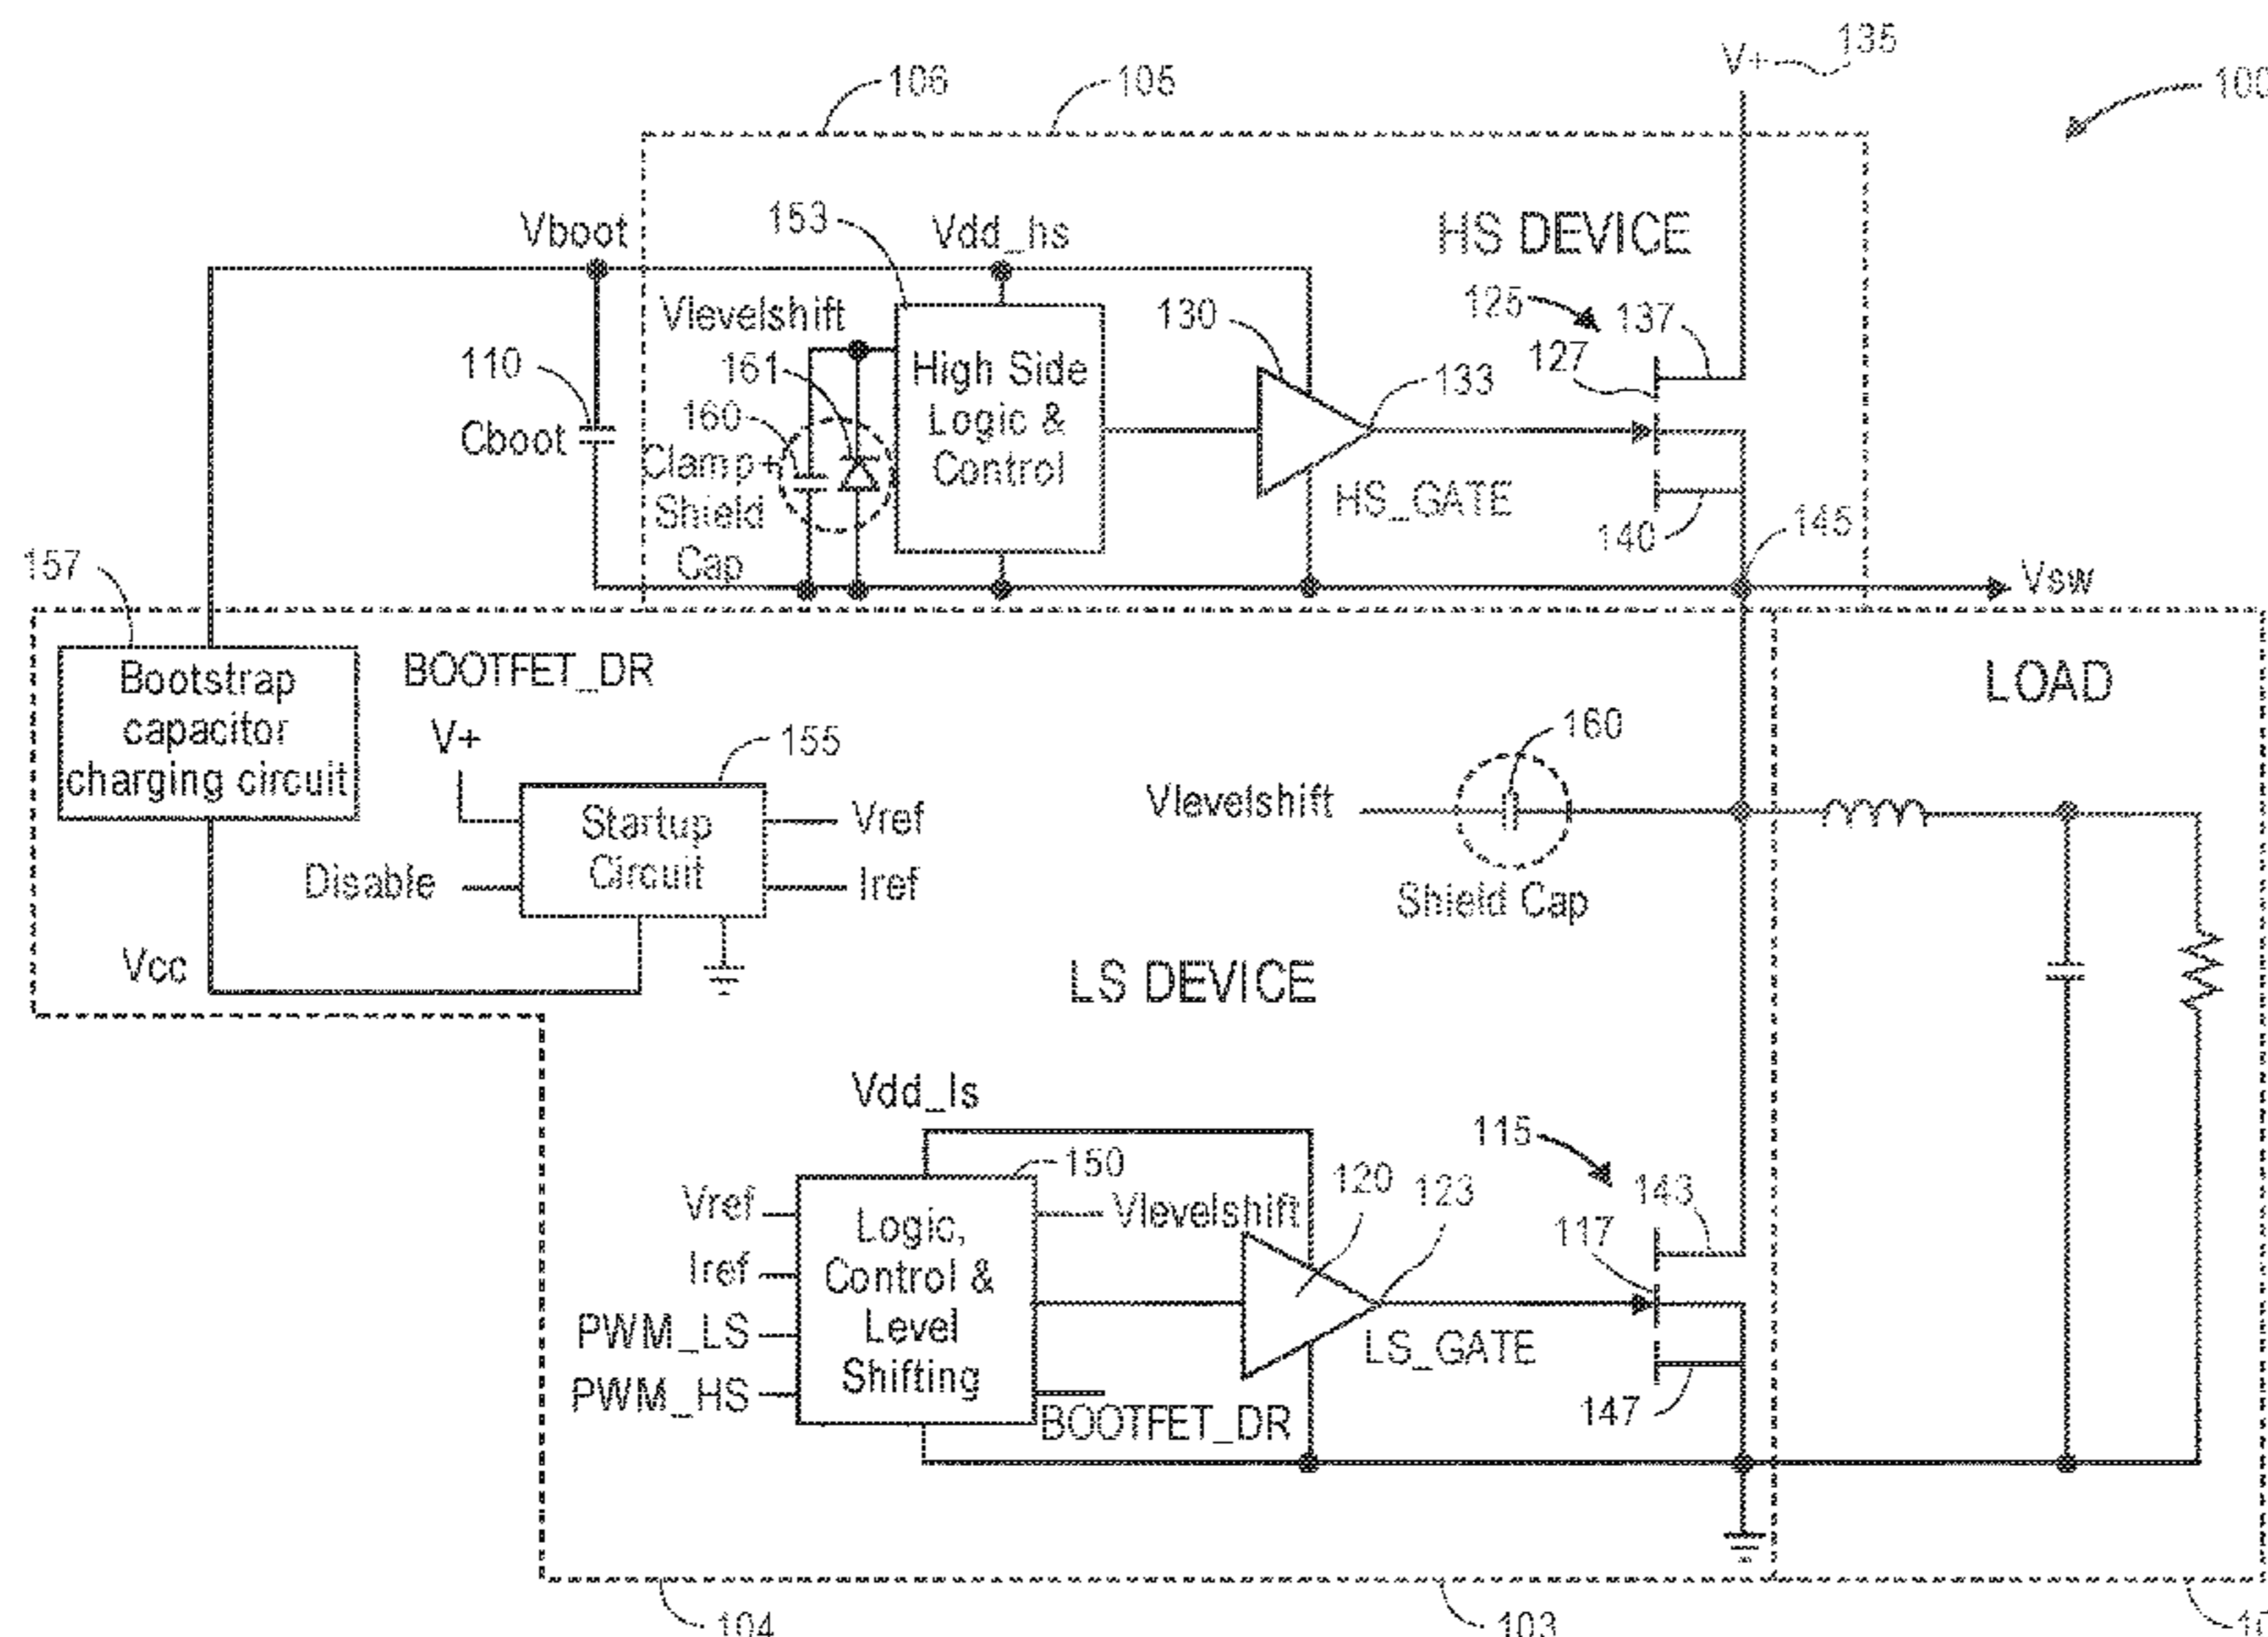 V+ 135
106
105
100
153
Vboot
Vdd_hs
HS DEVICE
Vlevelshift
130
125
137
161
127
110
High Side
Logic &
Control
133
160
Cboot
Clamp+
Shield
Cap
HS_GATE
140
145
157
Vsw
Bootstrap
capacitor
charging circuit
BOOTFET_DR
LOAD
V+
155
160
Startup
Circuit
Vref
Vlevelshift
Disable
Iref
Shield Cap
Vcc
LS DEVICE
Vdd_ls
115
150
120
123
143
Vref
Vlevelshift
117
Logic,
Control &
Level
Shifting
Iref
PWM_LS
LS_GATE
PWM_HS
147
BOOTFET_DR
104
103